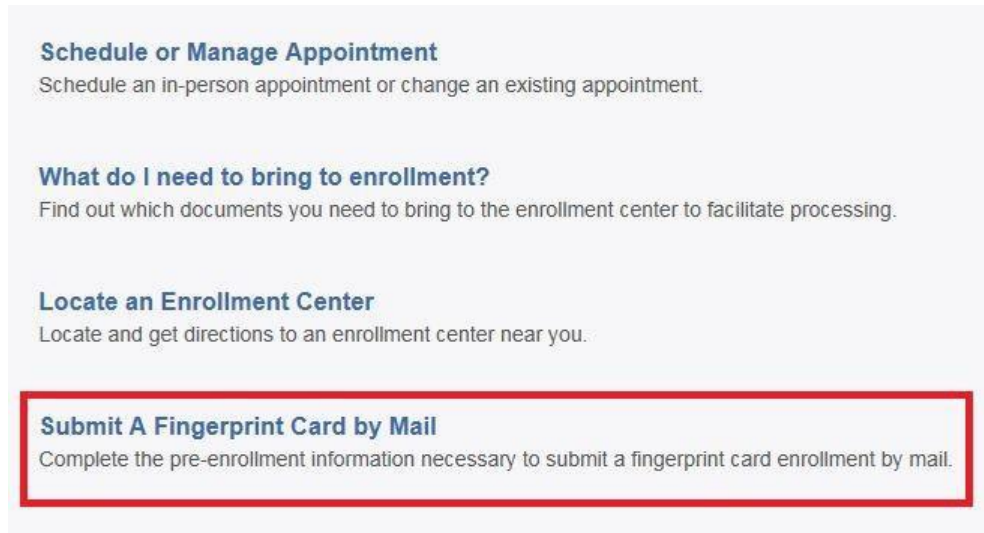 Schedule or Manage Appointment
Schedule an in-person appointment or change an existing appointment.
What do I need to bring to enrollment?
Find out which documents you need to bring to the enrollment center to facilitate processing.
Locate an Enrollment Center
Locate and get directions to an enrollment center near you.
Submit A Fingerprint Card by Mail
Complete the pre-enrollment information necessary to submit a fingerprint card enrollment by mail.